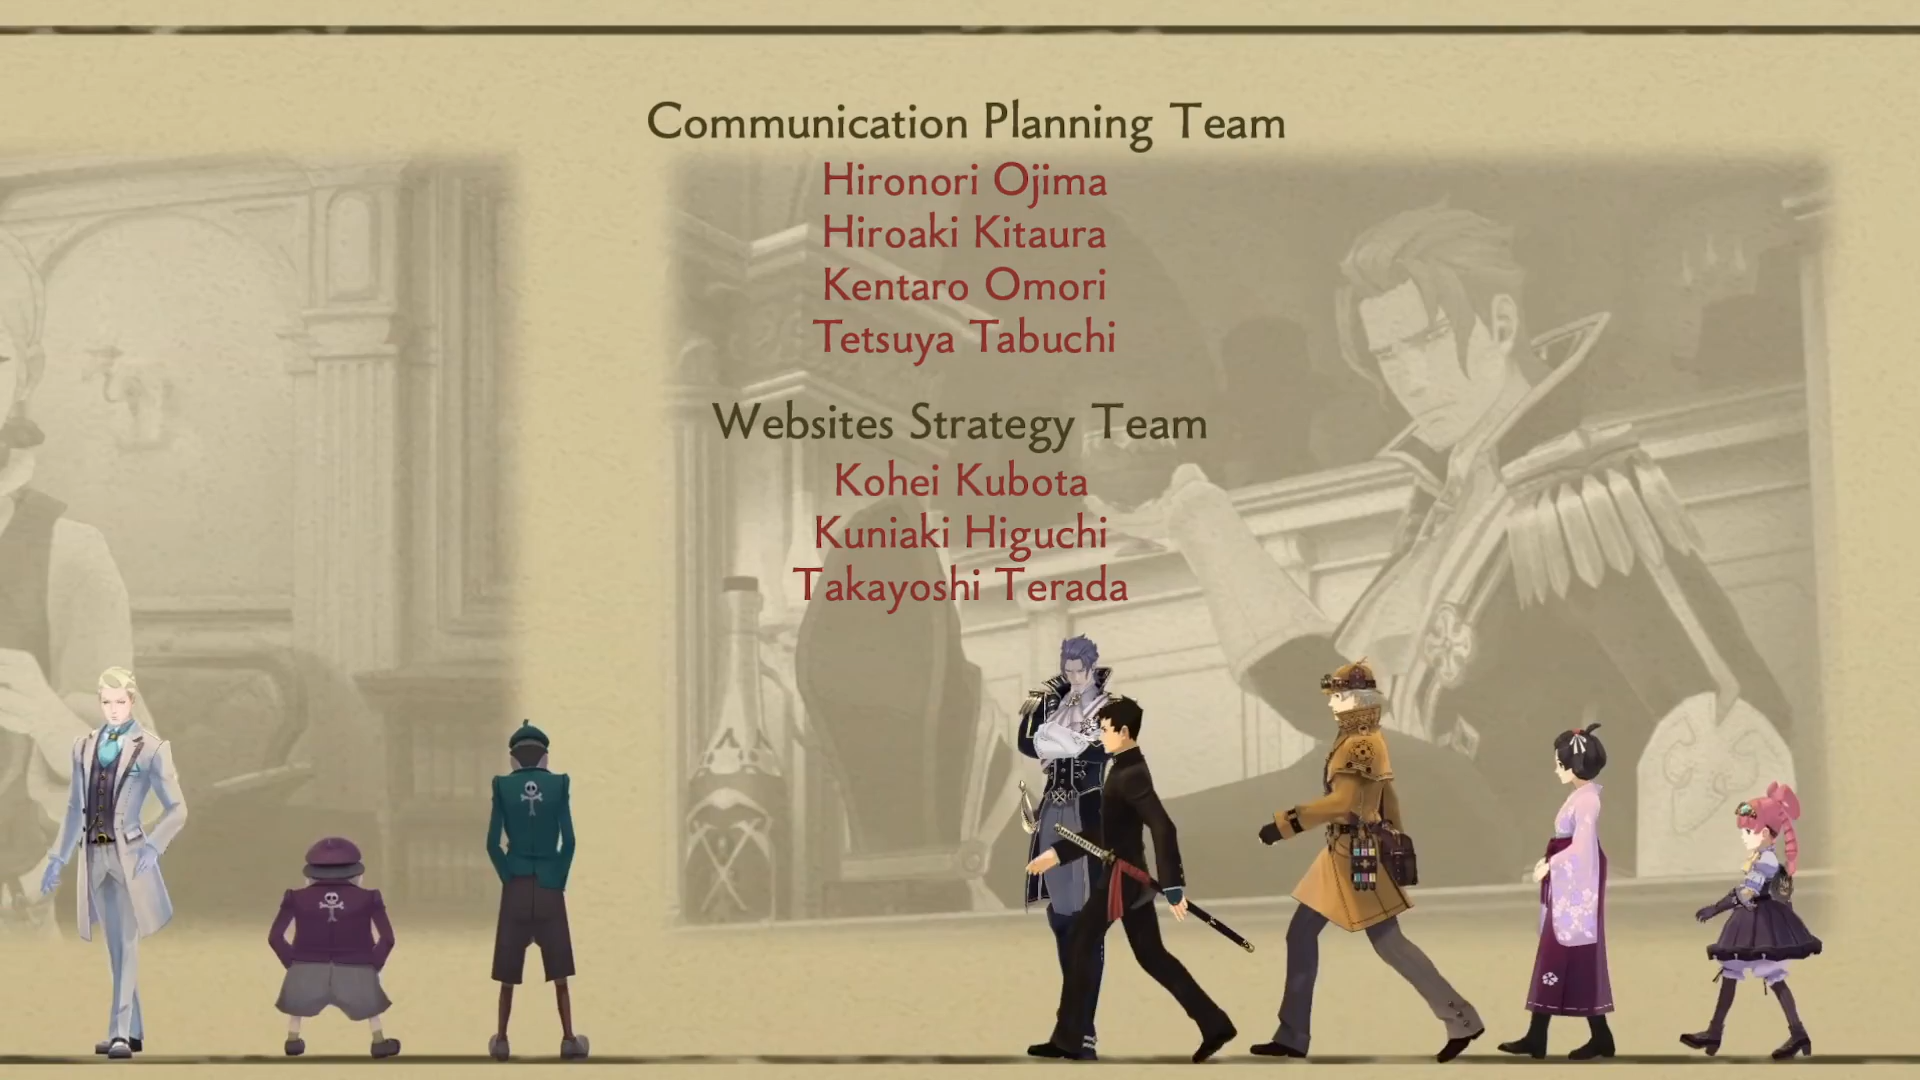 Communication Planning Team
Hironori Ojima
Hiroaki Kitaura
Kentaro Omori
Tetsuya Tabuchi
Websites Strategy Team
Kohei Kubota
Kuniaki Higuchi
Takayoshi Terada